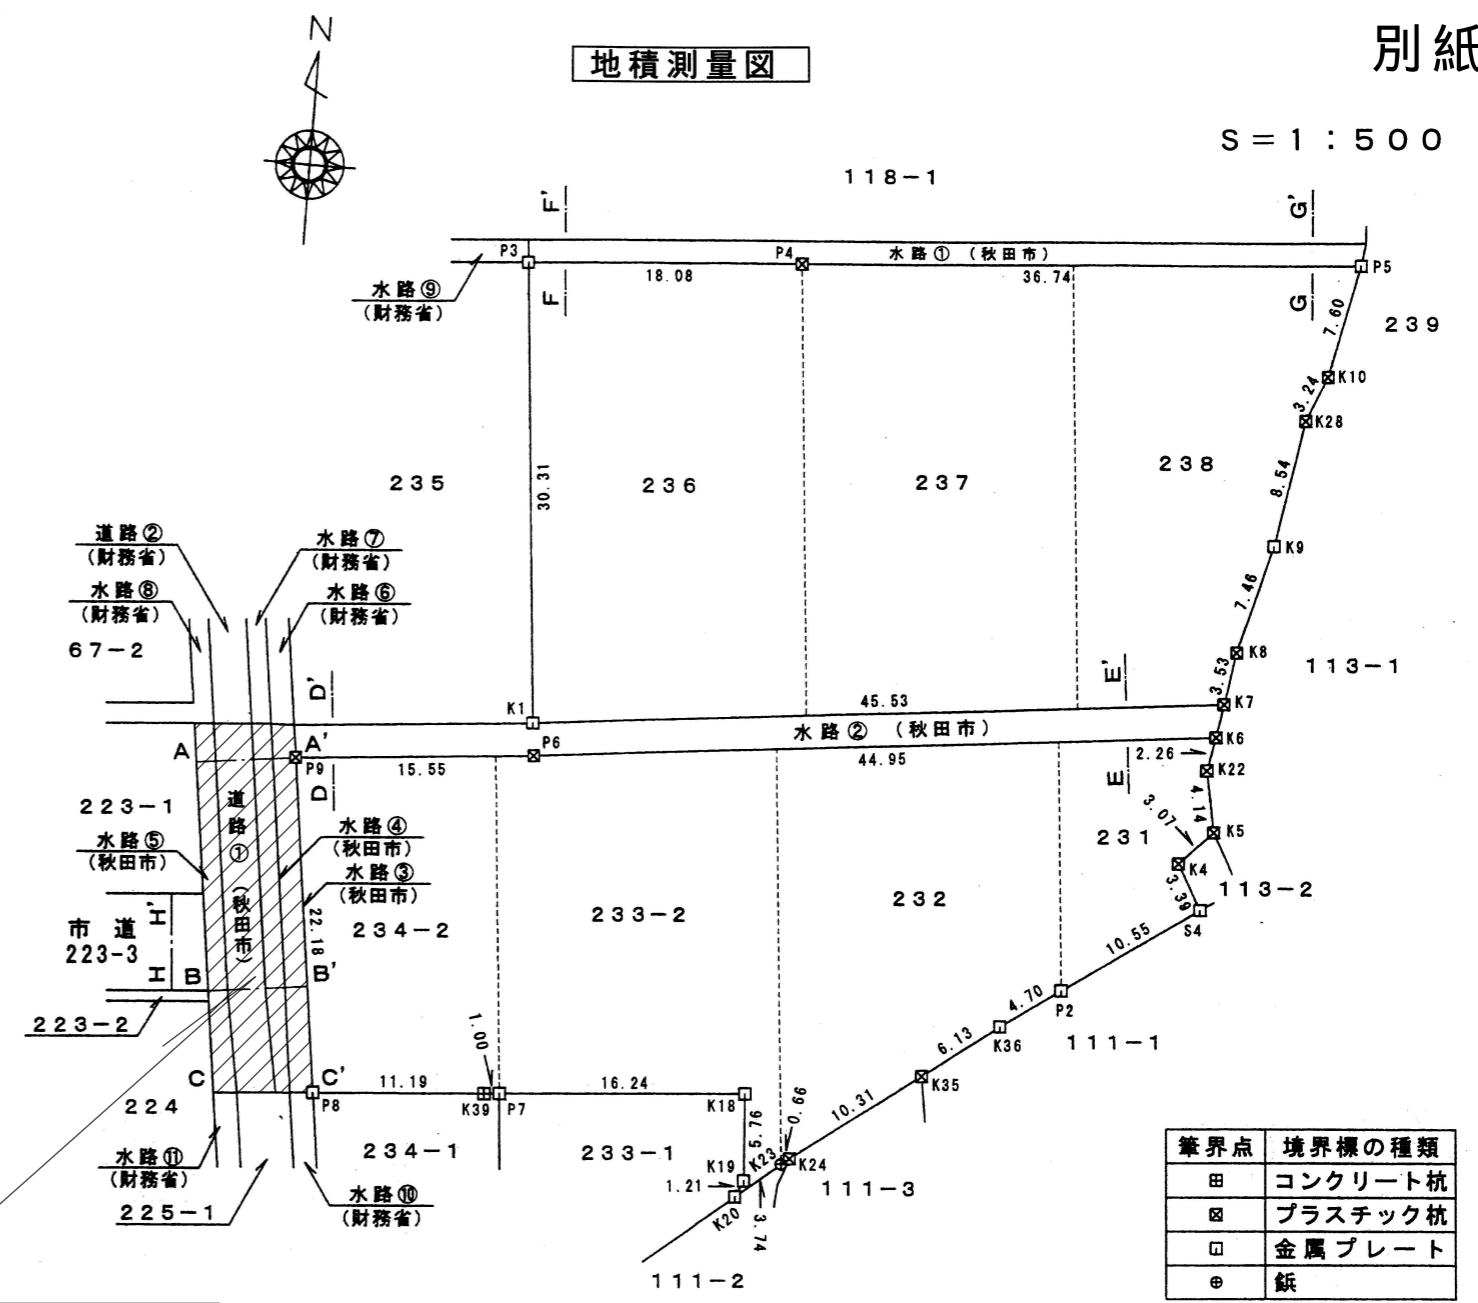 別紙
地積測量図
S=1:500
N
118-1
F'
G'
P3
P4
水路①（秋田市）
P5
18.08
36.74
水路⑨
(財務省)
F
G
7.60
239
K10
3.24
K28
235
30.31
236
237
238
8.54
K9
道路②
(財務省)
水路⑦
(財務省)
水路⑧
(財務省)
水路⑥
(財務省)
7.46
67-2
K8
113-1
3.53
D'
E'
K1
45.53
K7
水路②（秋田市）
A
A'
P6
K6
P9
15.55
44.95
2.26
K22
D
E
223-1
道路①（秋田市）
4.14
3.07
水路⑤
(秋田市)
水路④
(秋田市)
231
K5
K4
水路③
(秋田市)
3.39
113-2
市道
223-3
H'
H
22.18
234-2
233-2
232
S4
10.55
B
B'
4.70
P2
223-2
1.00
K36
111-1
6.13
C
C'
11.19
16.24
K35
224
P8
K39
P7
K18
0.66
10.31
5.76
234-1
233-1
K23
K24
水路⑪
(財務省)
K19
1.21
111-3
水路⑩
(財務省)
225-1
K20
3.74
111-2
筆界点 境界標の種類
コンクリート杭
プラスチック杭
金属プレート
鋲